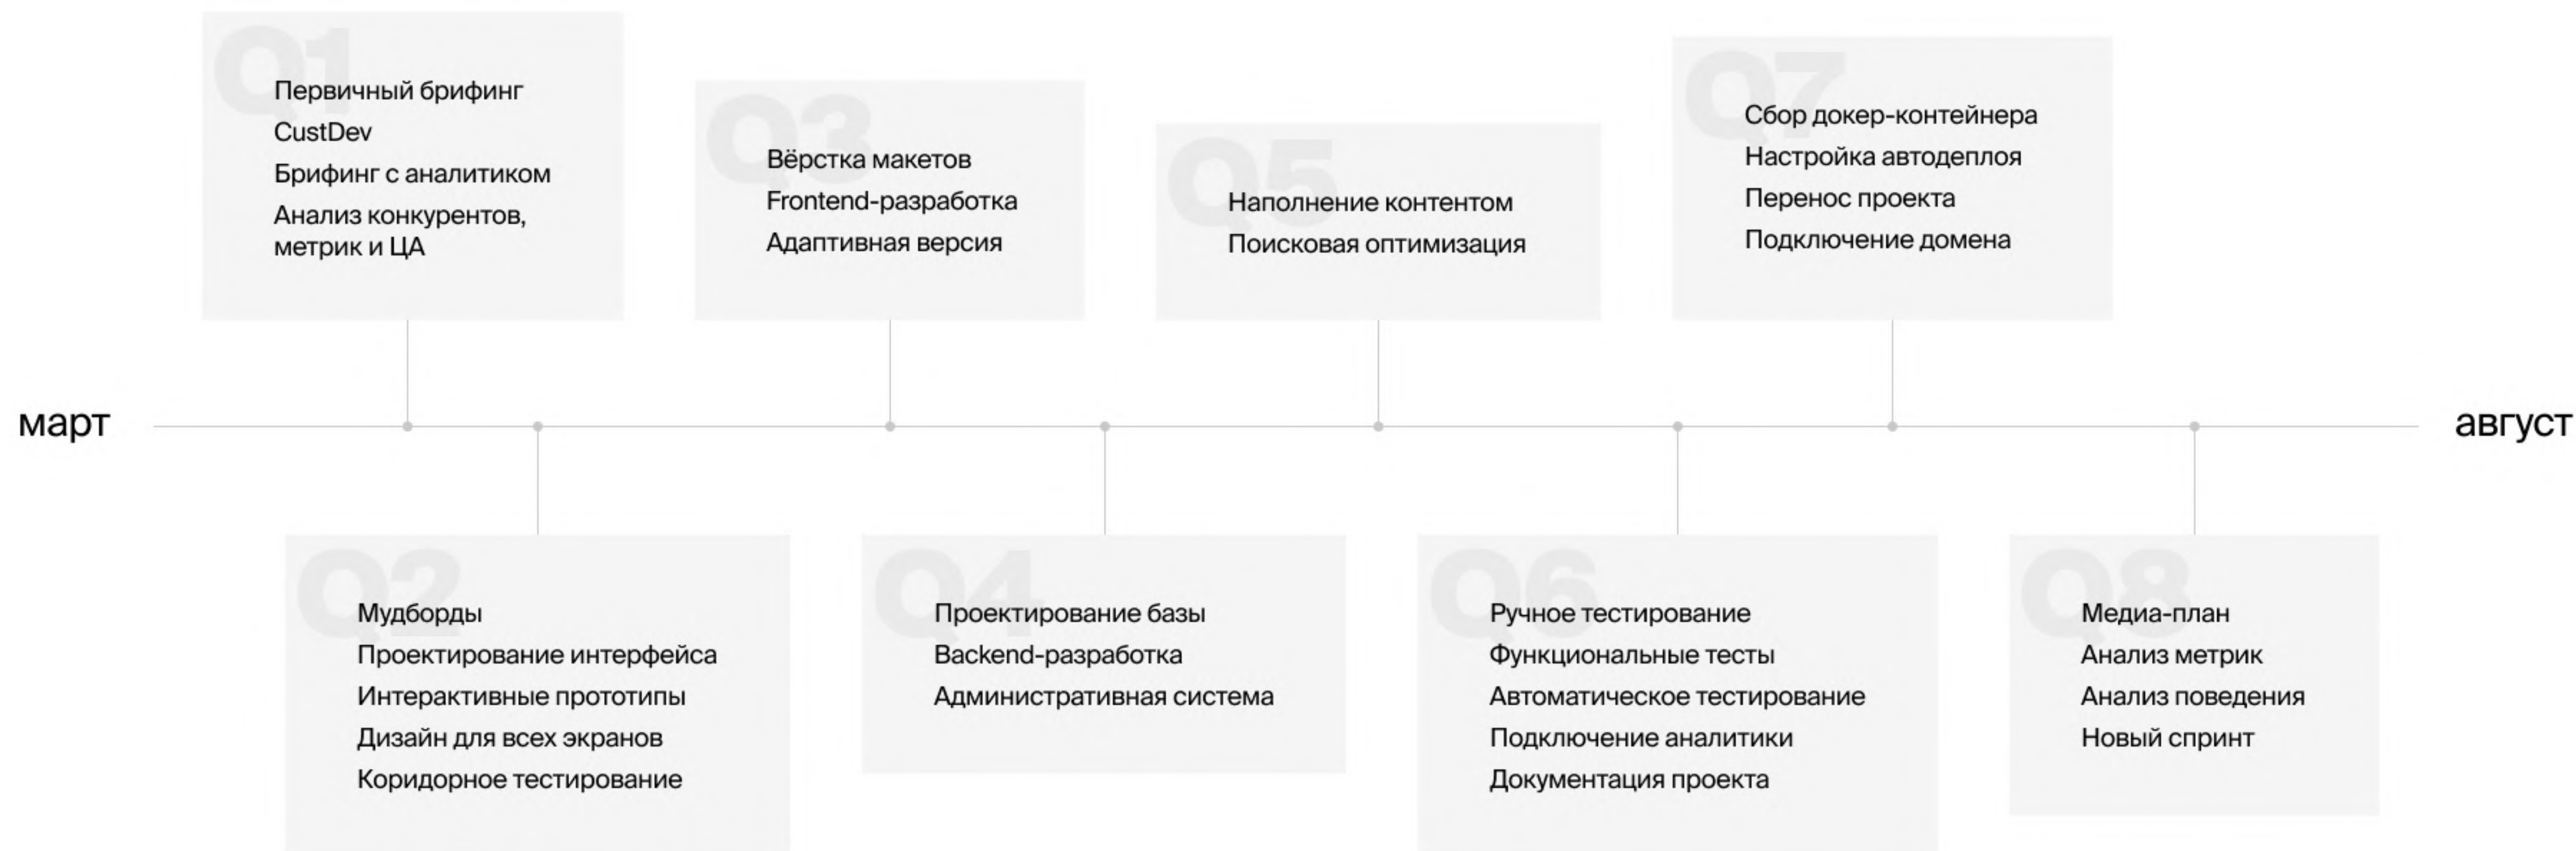 Q1
Первичный брифинг
CustDev
Брифинг с аналитиком
Анализ конкурентов,
метрик и ЦА
Q3
Вёрстка макетов
Frontend-разработка
Адаптивная версия
Q5
Наполнение контентом
Поисковая оптимизация
Q7
Сбор докер-контейнера
Настройка автодеплоя
Перенос проекта
Подключение домена
март
август
Q2
Мудборды
Проектирование интерфейса
Интерактивные прототипы
Дизайн для всех экранов
Коридорное тестирование
Q4
Проектирование базы
Backend-разработка
Административная система
Q6
Ручное тестирование
Функциональные тесты
Автоматическое тестирование
Подключение аналитики
Документация проекта
Q8
Медиа-план
Анализ метрик
Анализ поведения
Новый спринт